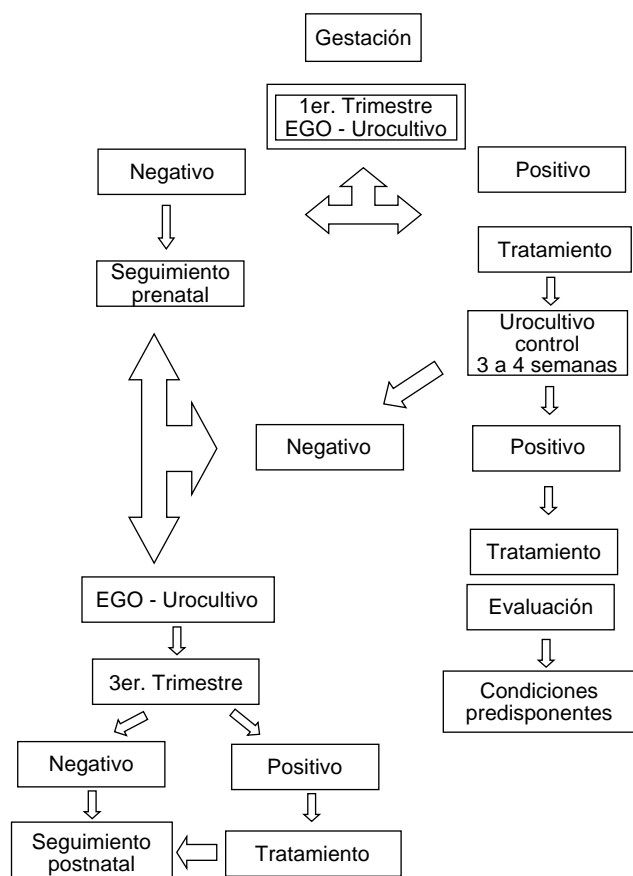 Gestación
1er. Trimestre
EGO - Urocultivo
Negativo
Positivo
Seguimiento
prenatal
Tratamiento
Urocultivo
control
3 a 4 semanas
Negativo
Positivo
Tratamiento
EGO - Urocultivo
Evaluación
3er. Trimestre
Condiciones
predisponentes
Negativo
Positivo
Seguimiento
postnatal
Tratamiento